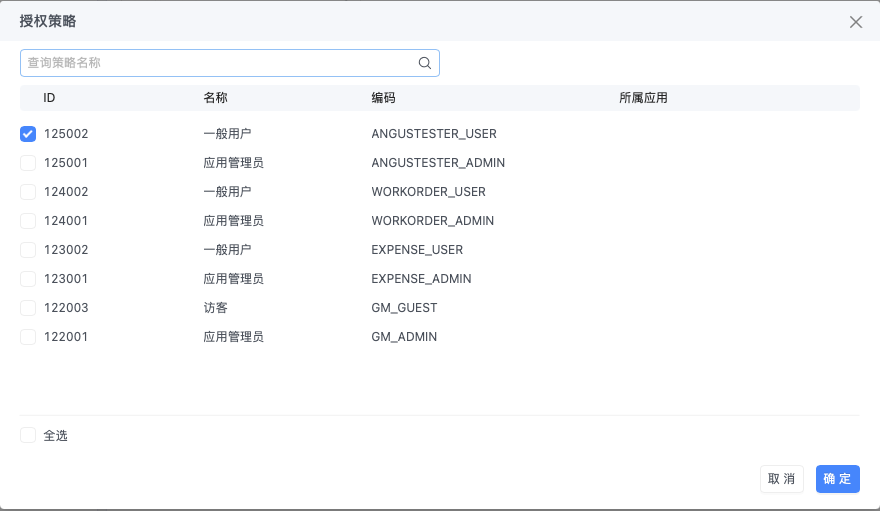 授权策略
查询策略名称
ID 名称 编码 所属应用
125002 一般用户 ANGUSTESTER_USER
125001 应用管理员 ANGUSTESTER_ADMIN
124002 一般用户 WORKORDER_USER
124001 应用管理员 WORKORDER_ADMIN
123002 一般用户 EXPENSE_USER
123001 应用管理员 EXPENSE_ADMIN
122003 访客 GM_GUEST
122001 应用管理员 GM_ADMIN
全选
取消 确定